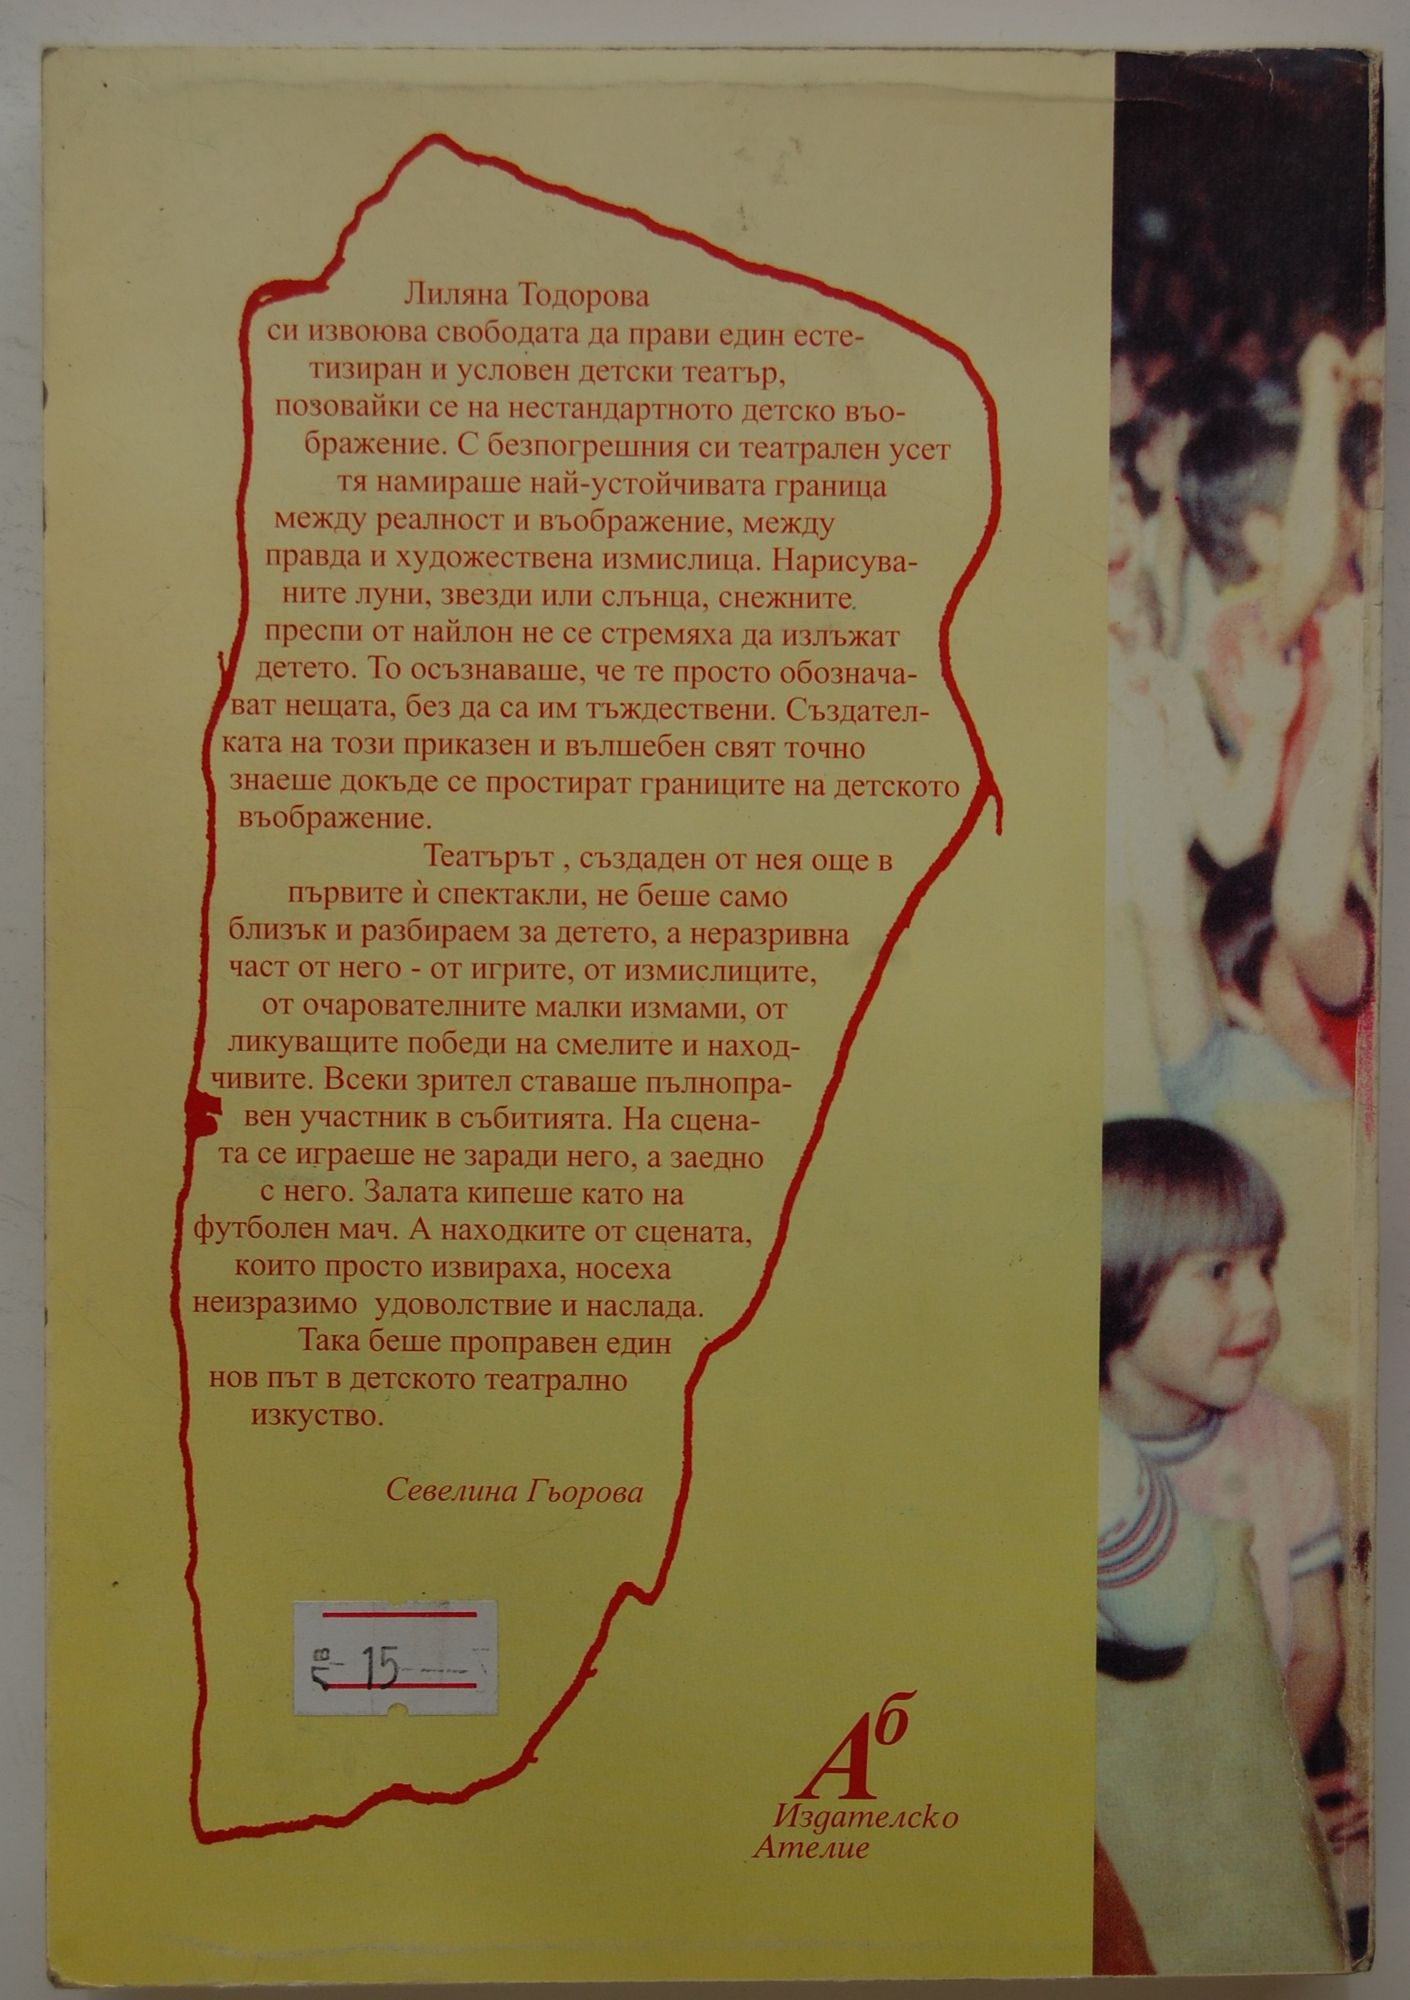 Лиляна Тодорова
си извоюва свободата да прави един есте-
тизиран и условен детски театър,
позовайки се на нестандартното детско въо-
бражение. С безпогрешния си театрален усет
тя намираше най-устойчивата граница
между реалност и въображение, между
правда и художествена измислица. Нарисува-
ните луни, звезди или слънца, снежните
преспи от найлон не се стремяха да излъжат
детето. То осъзнаваше, че те просто обознача-
ват нещата, без да са им тъждествени. Създател-
ката на този приказен и вълшебен свят точно
знаеше докъде се простират границите на детското
въображение.
Театърът , създаден от нея още в
първите ѝ спектакли, не беше само
близък и разбираем за детето, а неразривна
част от него - от игрите, от измислиците,
от очарователните малки измами, от
ликуващите победи на смелите и наход-
чивите. Всеки зрител ставаше пълнопра-
вен участник в събитията. На сцена-
та се играеше не заради него, а заедно
с него. Залата кипеше като на
футболен мач. А находките от сцената,
които просто извираха, носеха
неизразимо удоволствие и наслада.
Така беше проправен един
нов път в детското театрално
изкуство.
Севелина Гьорова
лв 15
Аб
Издателско
Ателие